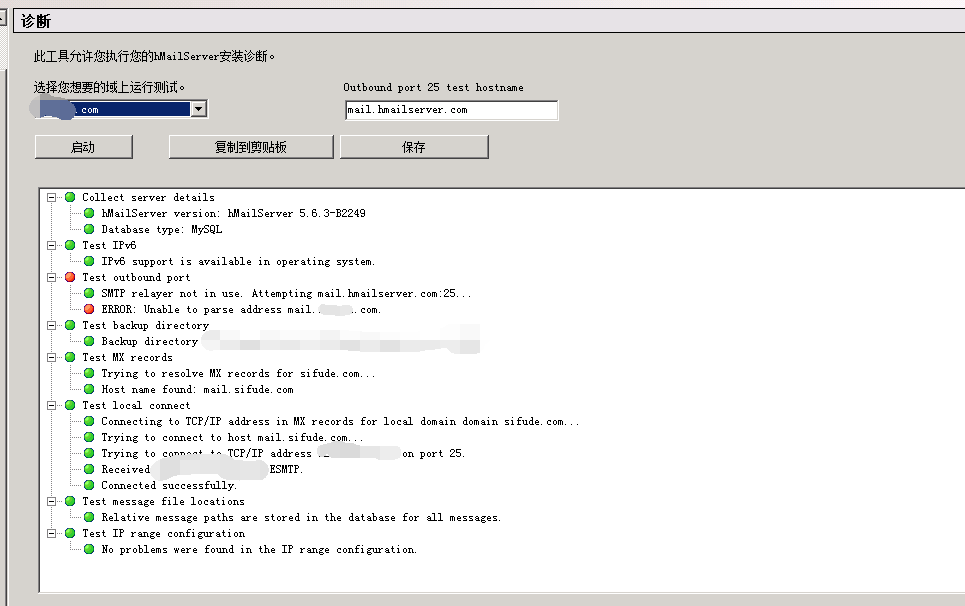 诊断
此工具允许您执行您的hMailServer安装诊断。
选择您想要的域上运行测试。
Outbound port 25 test hostname
.com
mail.hmailserver.com
启动
复制到剪贴板
保存
Collect server details
hMailServer version: hMailServer 5.6.3-B2249
Database type: MySQL
Test IPv6
IPv6 support is available in operating system.
Test outbound port
SMTP relayer not in use. Attempting mail.hmailserver.com:25...
ERROR: Unable to parse address mail. .com.
Test backup directory
Backup directory
Test MX records
Trying to resolve MX records for sifude.com...
Host name found: mail.sifude.com
Test local connect
Connecting to TCP/IP address in MX records for local domain domain sifude.com...
Trying to connect to host mail.sifude.com...
Trying to connect to TCP/IP address on port 25.
Received ESMTP.
Connected successfully.
Test message file locations
Relative message paths are stored in the database for all messages.
Test IP range configuration
No problems were found in the IP range configuration.